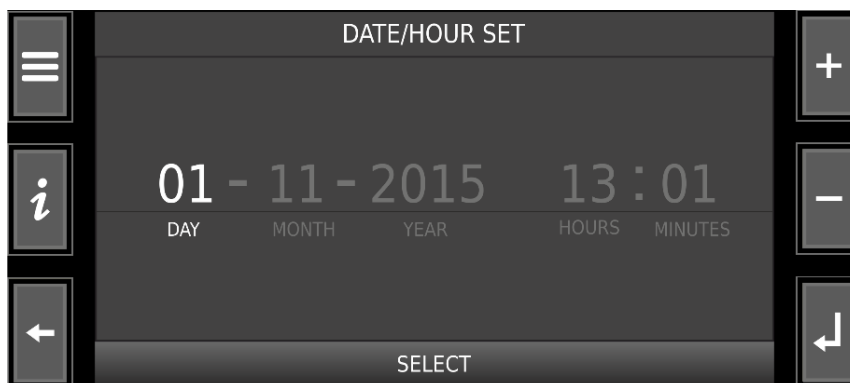 DATE/HOUR SET
01 - 11 - 2015 13 : 01
DAY MONTH YEAR HOURS MINUTES
SELECT